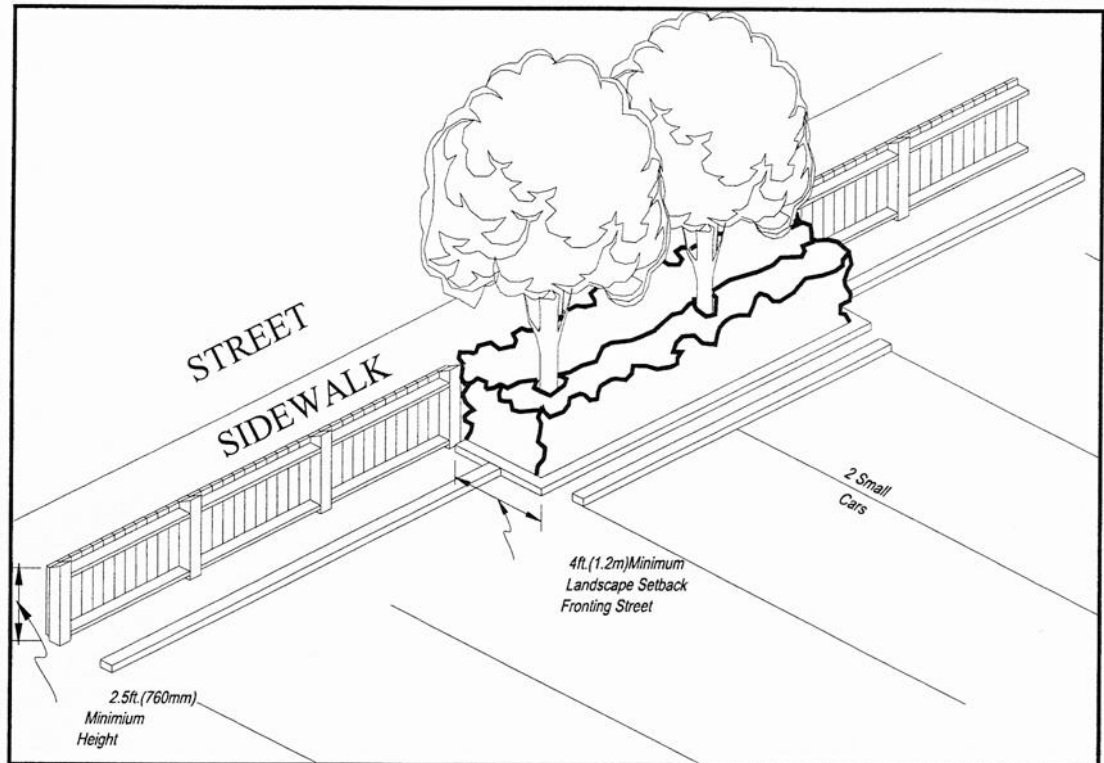 STREET
SIDEWALK
2 Small
Cars
4ft.(1.2m)Minimum
Landscape Setback
Fronting Street
2.5ft.(760mm)
Minimium
Height